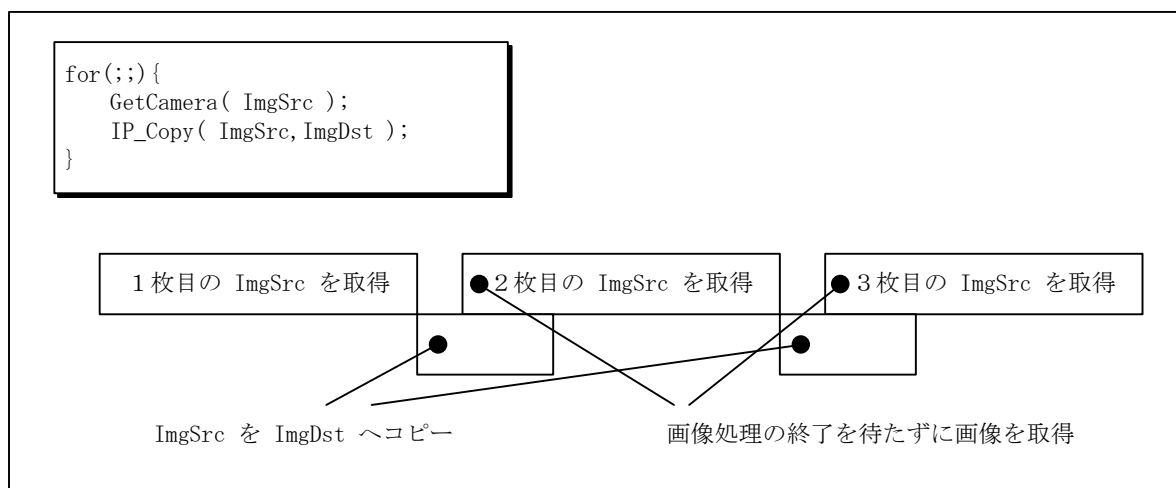 for(;;){
GetCamera( ImgSrc );
IP_Copy( ImgSrc,ImgDst );
}
1枚目の ImgSrc を取得
2枚目の ImgSrc を取得
3枚目の ImgSrc を取得
ImgSrc を ImgDst へコピー
画像処理の終了を待たずに画像を取得